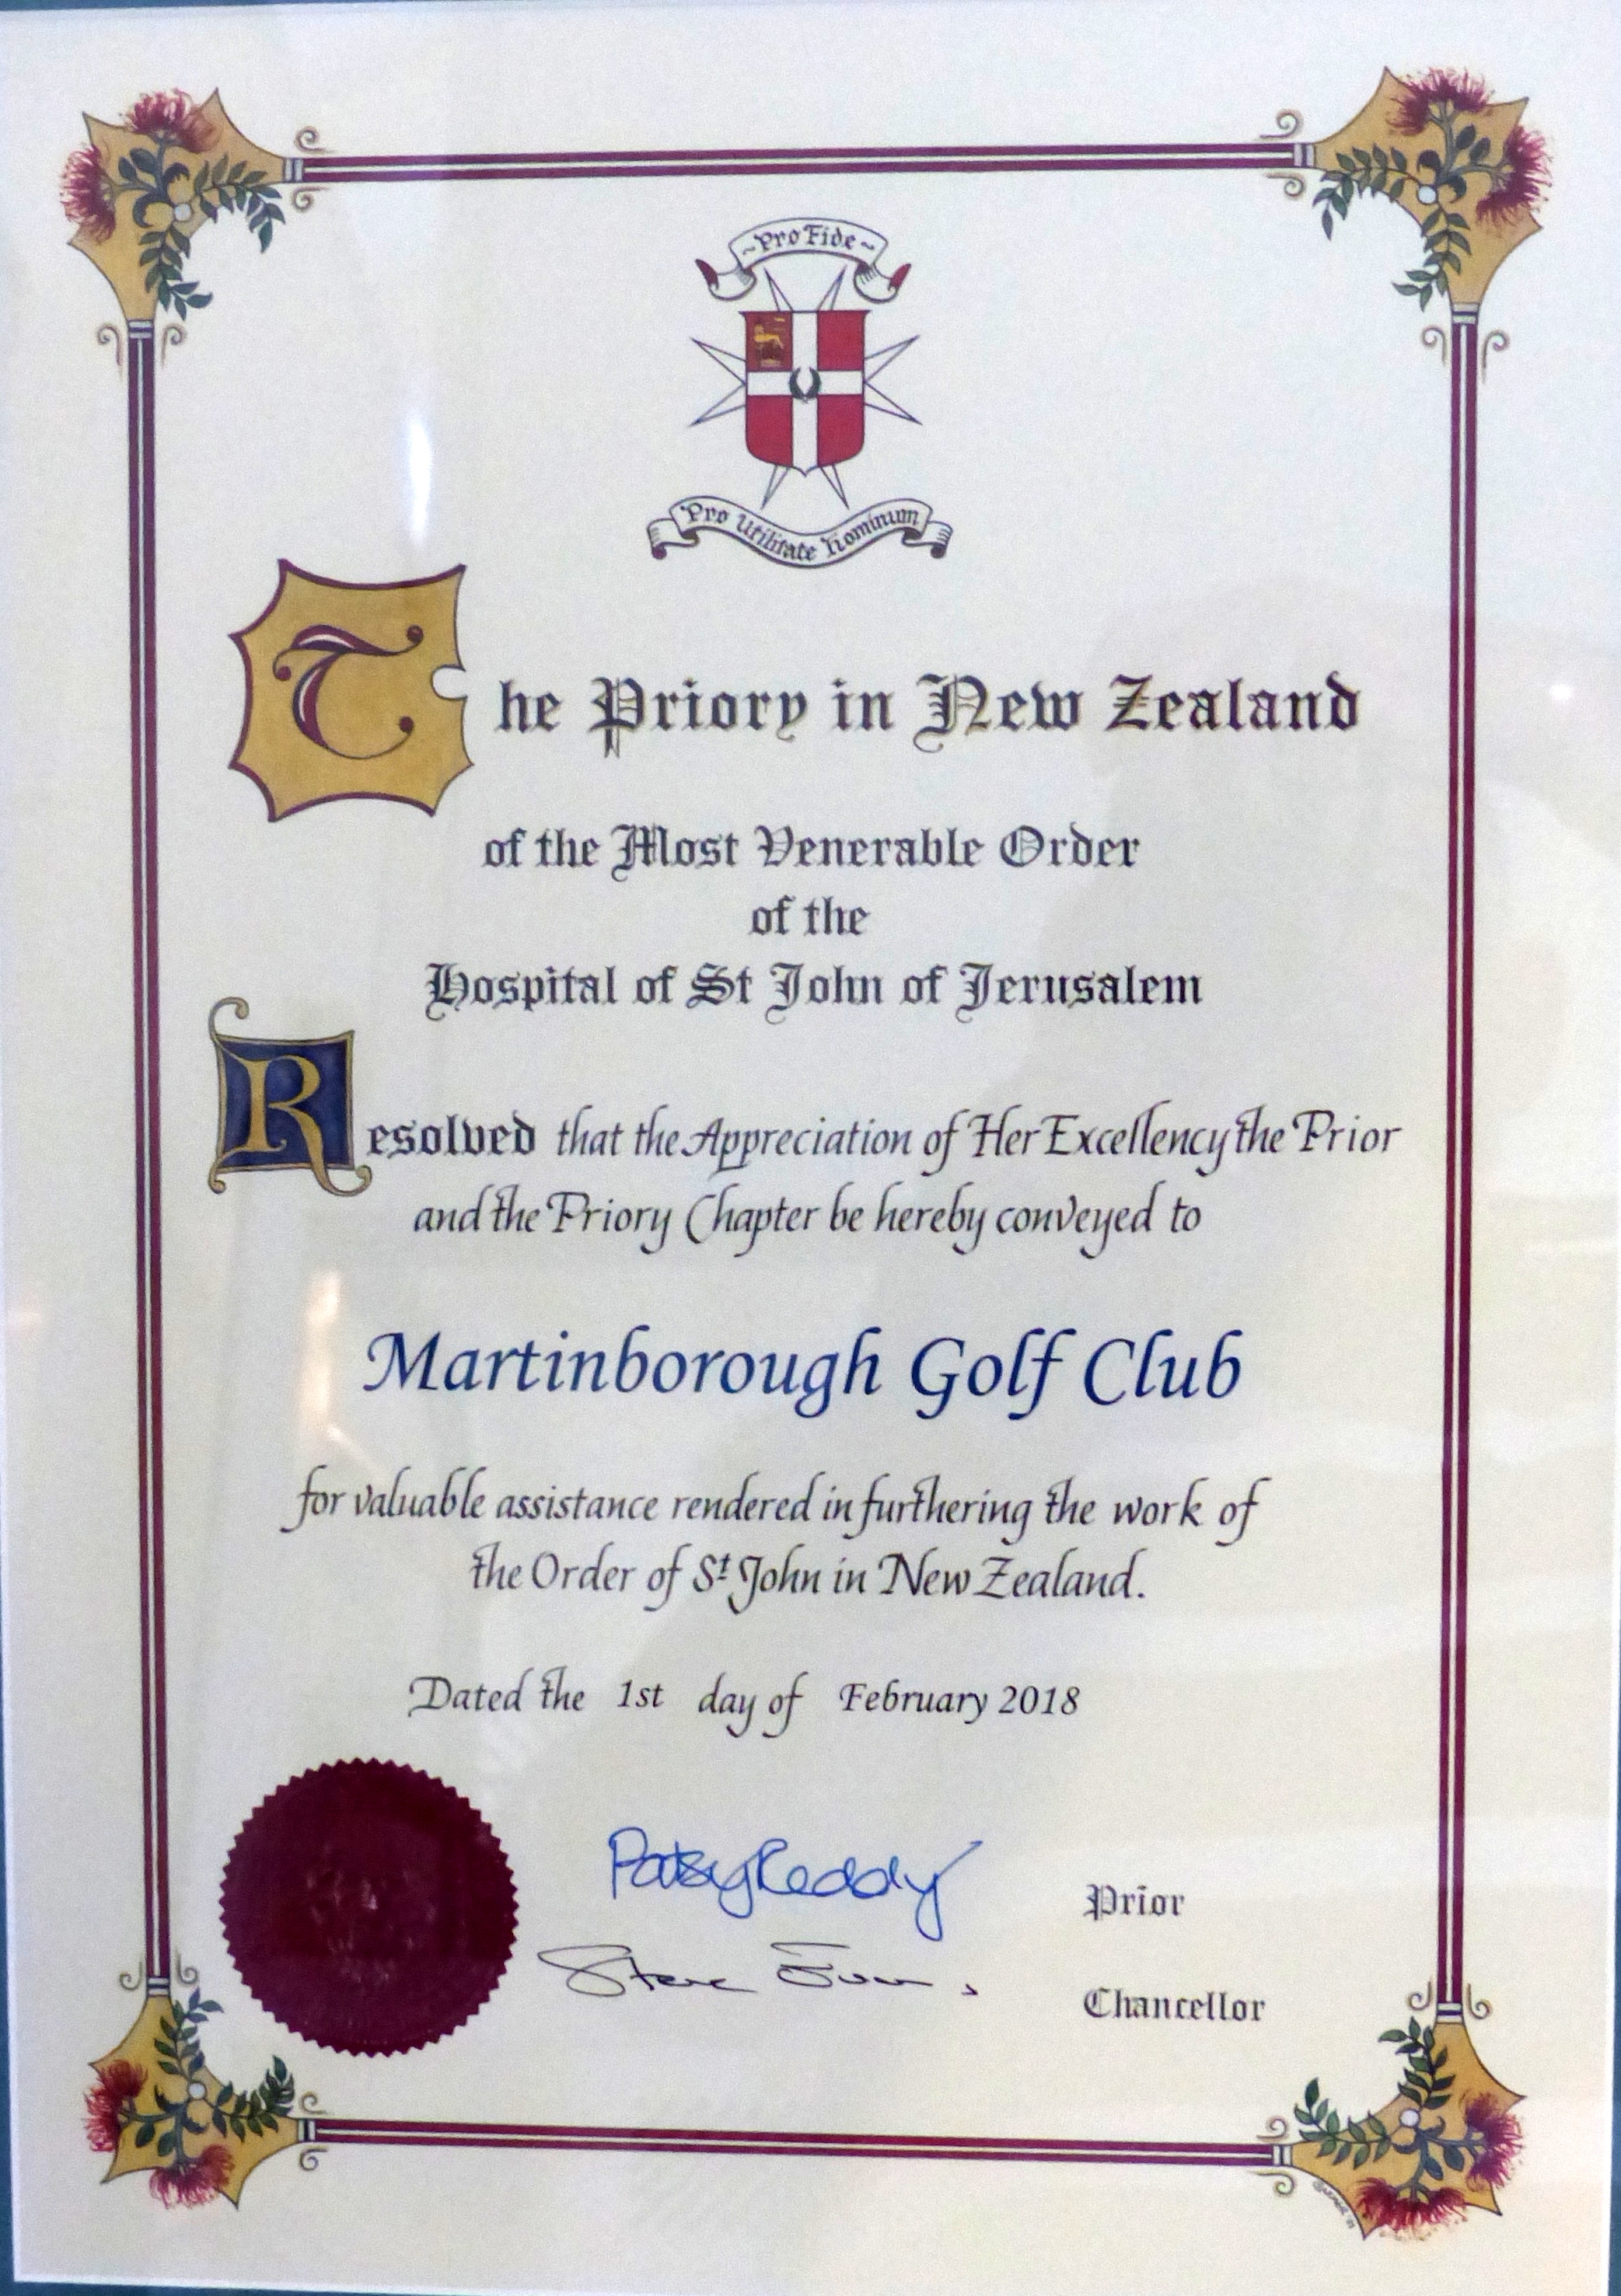 ~Pro Fide~
Pro Utilitate Hominum
The Priory in New Zealand
of the Most Venerable Order
of the
Hospital of St John of Jerusalem
Resolved that the Appreciation of Her Excellency the Prior
and the Priory Chapter be hereby conveyed to
Martinborough Golf Club
for valuable assistance rendered in furthering the work of
the Order of St John in New Zealand.
Dated the 1st day of February 2018
Patsy Reddy
Prior
Steve
Chancellor